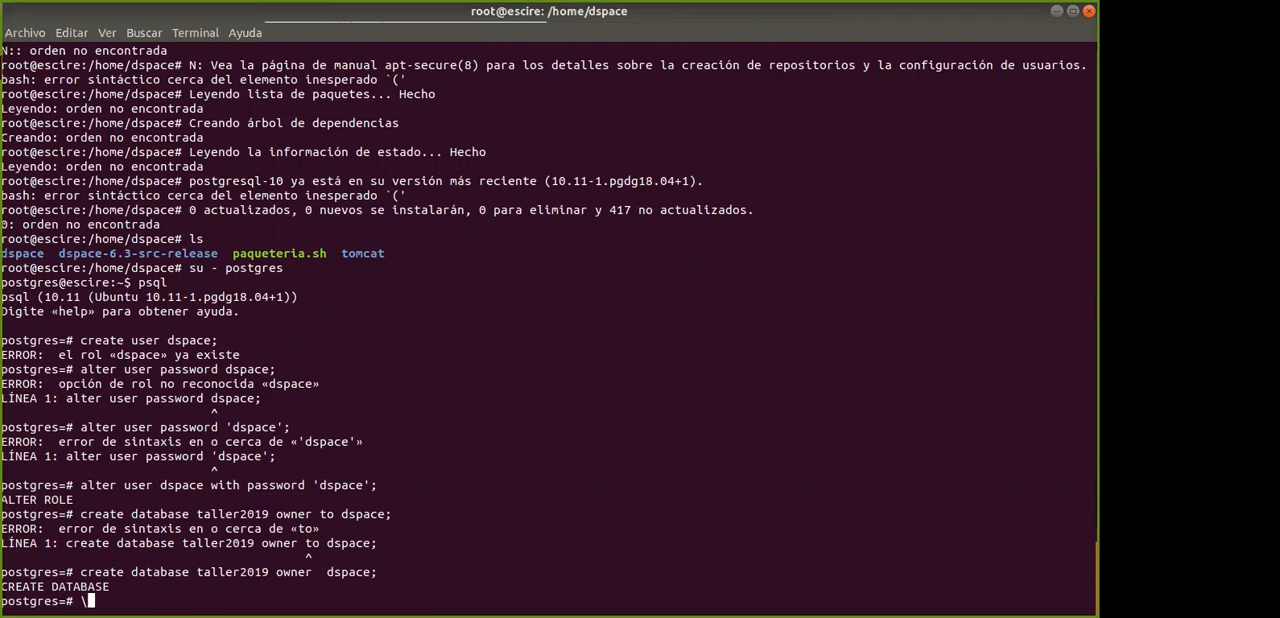 root@escire: /home/dspace
Archivo Editar Ver Buscar Terminal Ayuda
N:: orden no encontrada
root@escire:/home/dspace# N: Vea la página de manual apt-secure(8) para los detalles sobre la creación de repositorios y la configuración de usuarios.
bash: error sintáctico cerca del elemento inesperado `('
root@escire:/home/dspace# Leyendo lista de paquetes... Hecho
Leyendo: orden no encontrada
root@escire:/home/dspace# Creando árbol de dependencias
Creando: orden no encontrada
root@escire:/home/dspace# Leyendo la información de estado... Hecho
Leyendo: orden no encontrada
root@escire:/home/dspace# postgresql-10 ya está en su versión más reciente (10.11-1.pgdg18.04+1).
bash: error sintáctico cerca del elemento inesperado `('
root@escire:/home/dspace# 0 actualizados, 0 nuevos se instalarán, 0 para eliminar y 417 no actualizados.
0: orden no encontrada
root@escire:/home/dspace# ls
dspace dspace-6.3-src-release paqueteria.sh tomcat
root@escire:/home/dspace# su - postgres
postgres@escire:~$ psql
psql (10.11 (Ubuntu 10.11-1.pgdg18.04+1))
Digite «help» para obtener ayuda.
postgres=# create user dspace;
ERROR:  el rol «dspace» ya existe
postgres=# alter user password dspace;
ERROR:  opción de rol no reconocida «dspace»
LÍNEA 1: alter user password dspace;
^
postgres=# alter user password 'dspace';
ERROR:  error de sintaxis en o cerca de «'dspace'»
LÍNEA 1: alter user password 'dspace';
^
postgres=# alter user dspace with password 'dspace';
ALTER ROLE
postgres=# create database taller2019 owner to dspace;
ERROR:  error de sintaxis en o cerca de «to»
LÍNEA 1: create database taller2019 owner to dspace;
^
postgres=# create database taller2019 owner  dspace;
CREATE DATABASE
postgres=# \